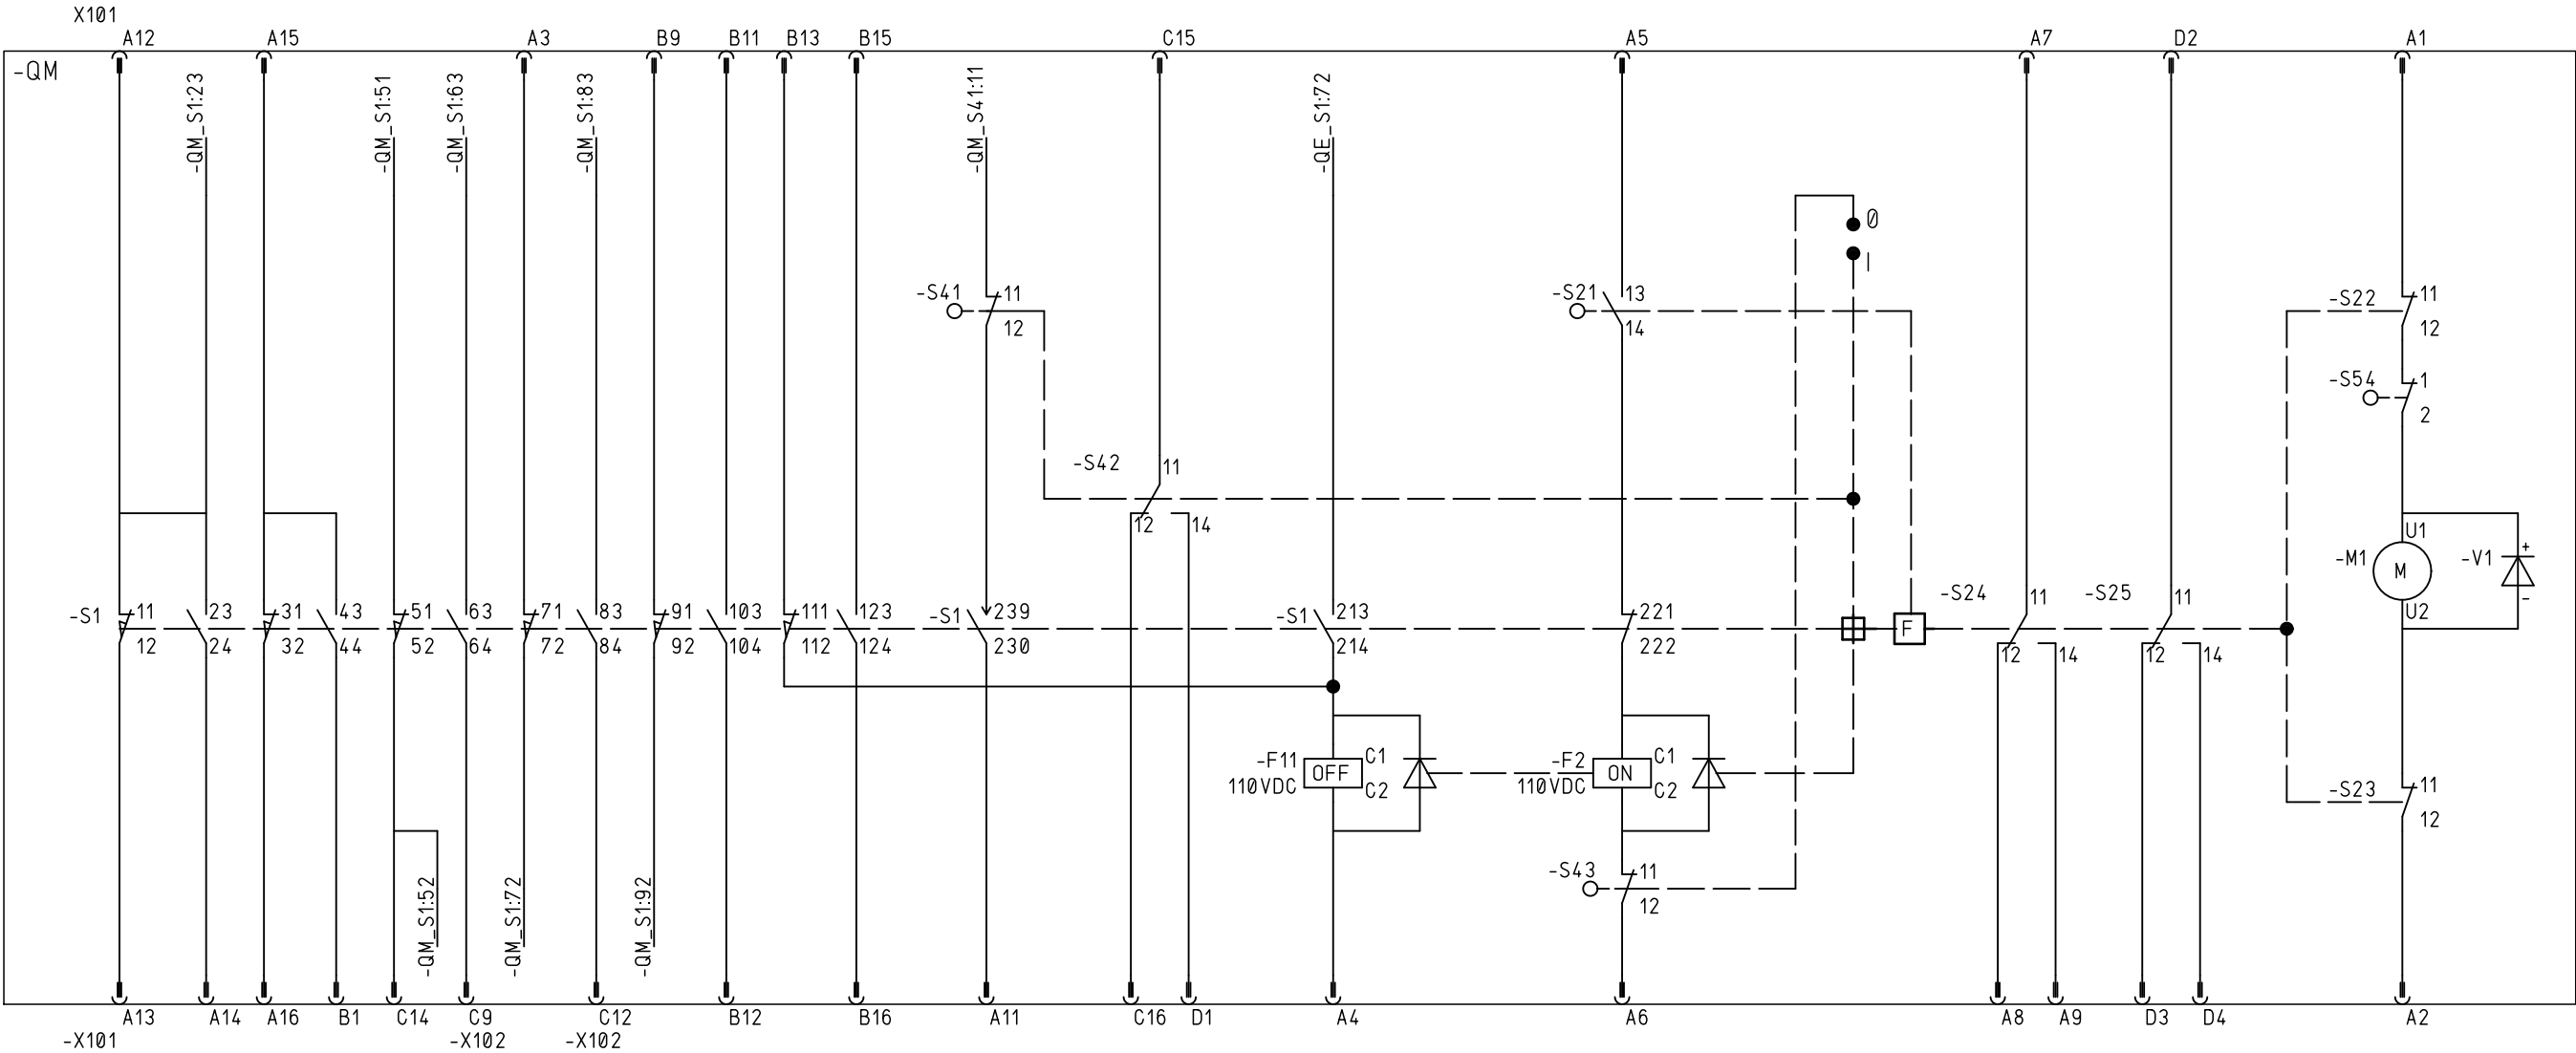 X101
A12 A15 A3 B9 B11 B13 B15 C15 A5 A7 D2 A1
-QM
-QM_S1:23
-QM_S1:51
-QM_S1:63
-QM_S1:83
-QM_S41:11
-QE_S1:72
0
I
-S41 11
12
-S21 13
14
-S22 11
12
-S54 1
2
-S42 11
12 14
U1
-M1 M -V1 +
-
U2
-S24 11
12 14
-S25 11
12 14
-S1 11 23 31 43 51 63 71 83 91 103 111 123 -S1 239 -S1 213 221
12 24 32 44 52 64 72 84 92 104 112 124 230 214 222
F
-F11 OFF C1
110VDC C2
-F2 ON C1
110VDC C2
-S23 11
12
-S43 11
12
-QM_S1:52
-QM_S1:72
-QM_S1:92
A13 A14 A16 B1 C14 C9 C12 B12 B16 A11 C16 D1 A4 A6 A8 A9 D3 D4 A2
-X101 -X102 -X102